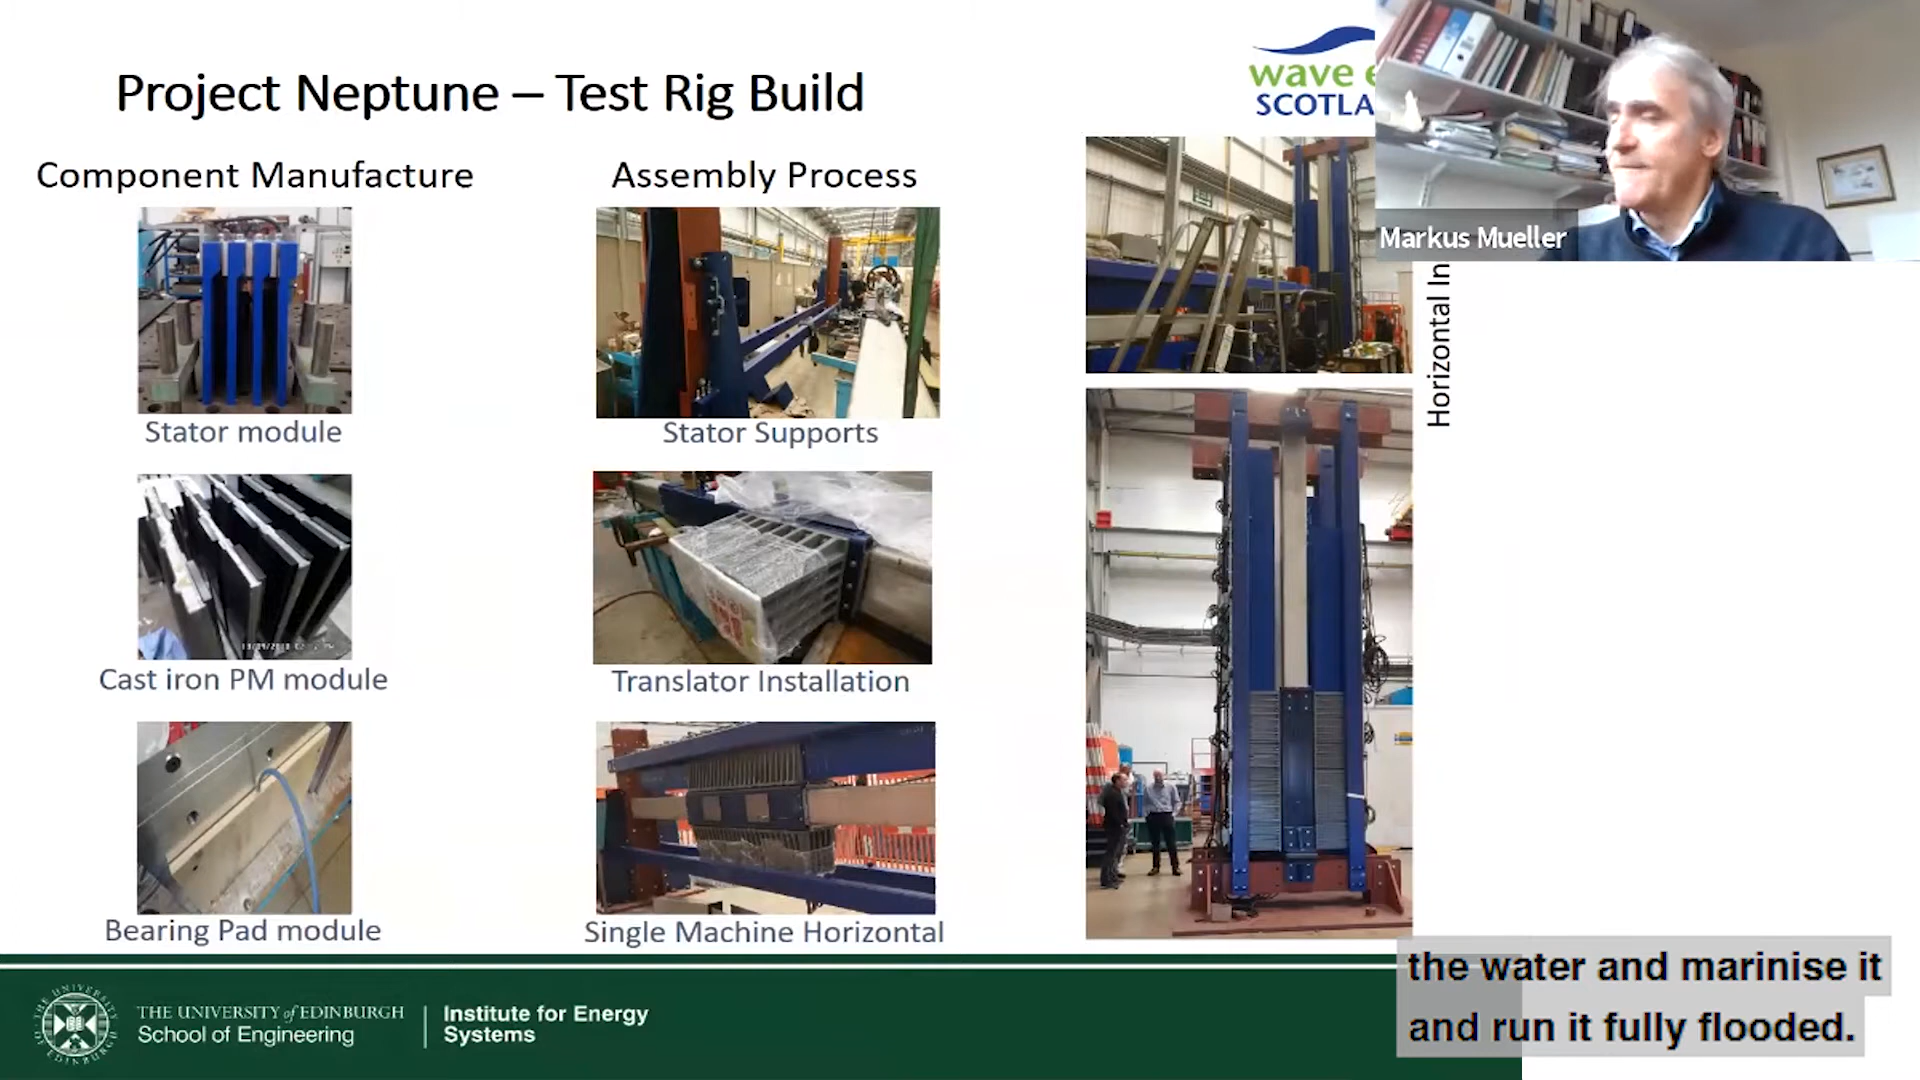 Project Neptune – Test Rig Build
wave e
SCOTLA
Markus Mueller
Component Manufacture
Assembly Process
Horizontal In
Stator module
Stator Supports
Cast iron PM module
Translator Installation
Bearing Pad module
Single Machine Horizontal
THE UNIVERSITY of EDINBURGH
School of Engineering
Institute for Energy
Systems
the water and marinise it
and run it fully flooded.